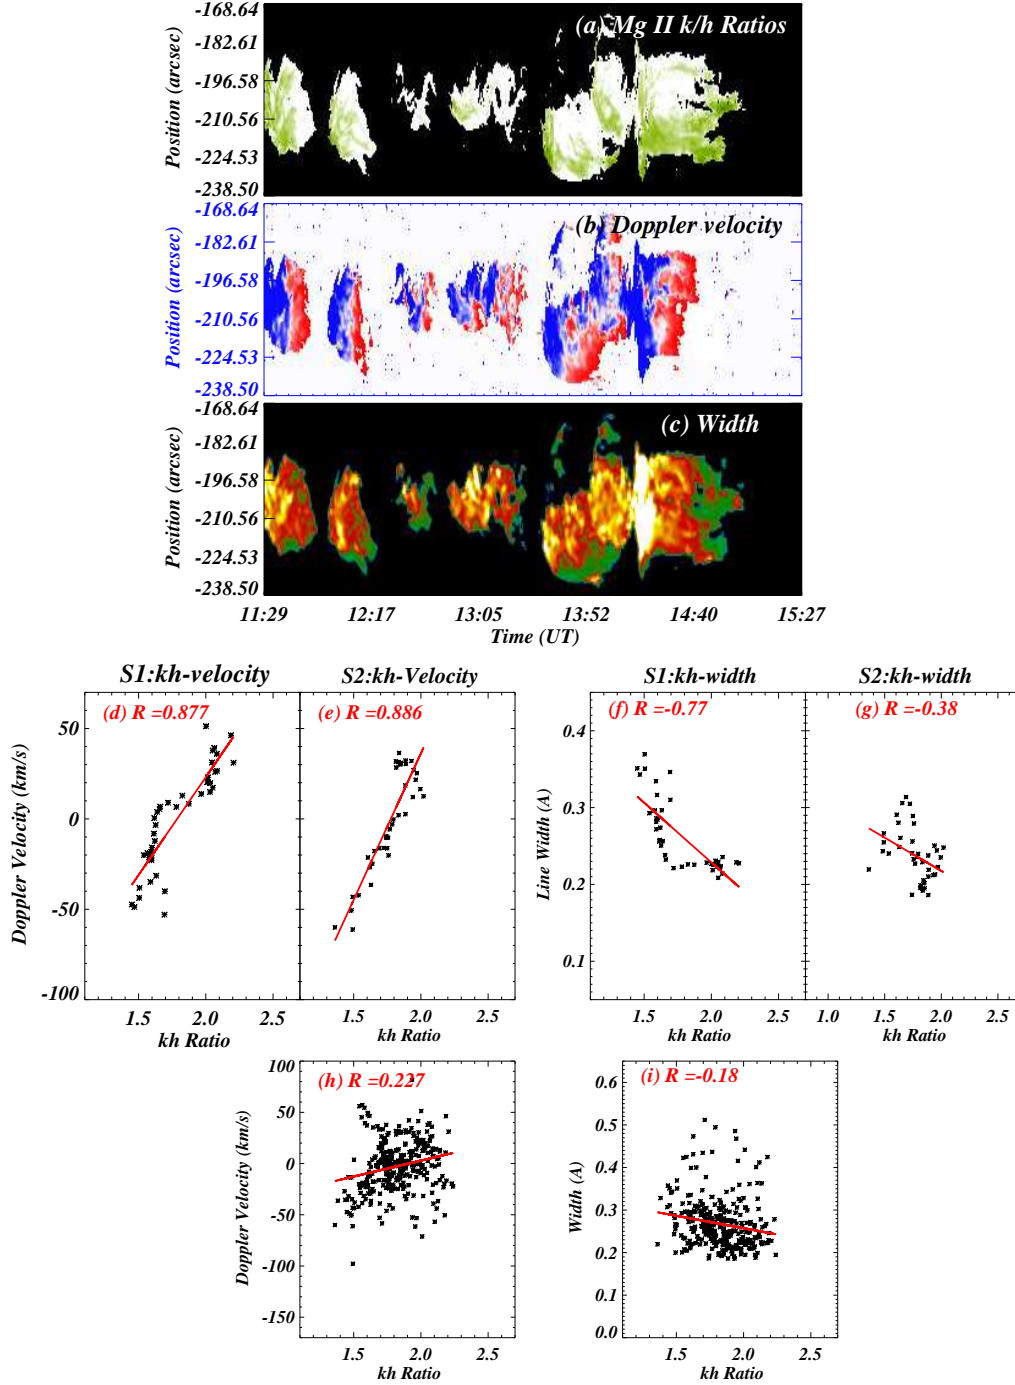 (a) Mg II k/h Ratios
-168.64
-182.61
-196.58
-210.56
-224.53
-238.50
Position (arcsec)
(b) Doppler velocity
-168.64
-182.61
-196.58
-210.56
-224.53
-238.50
Position (arcsec)
(c) Width
-168.64
-182.61
-196.58
-210.56
-224.53
-238.50
Position (arcsec)
11:29 12:17 13:05 13:52 14:40 15:27
Time (UT)
S1:kh-velocity S2:kh-Velocity S1:kh-width S2:kh-width
(d) R =0.877
50
0
-50
-100
Doppler Velocity (km/s)
1.5 2.0 2.5
kh Ratio
(e) R =0.886
1.5 2.0 2.5
kh Ratio
(f) R =-0.77
0.4
0.3
0.2
0.1
Line Width (A)
1.5 2.0 2.5
kh Ratio
(g) R =-0.38
1.0 1.5 2.0 2.5
kh Ratio
(h) R =0.227
100
50
0
-50
-100
-150
Doppler Velocity (km/s)
1.5 2.0 2.5
kh Ratio
(i) R =-0.18
0.6
0.5
0.4
0.3
0.2
0.1
0.0
Width (A)
1.5 2.0 2.5
kh Ratio